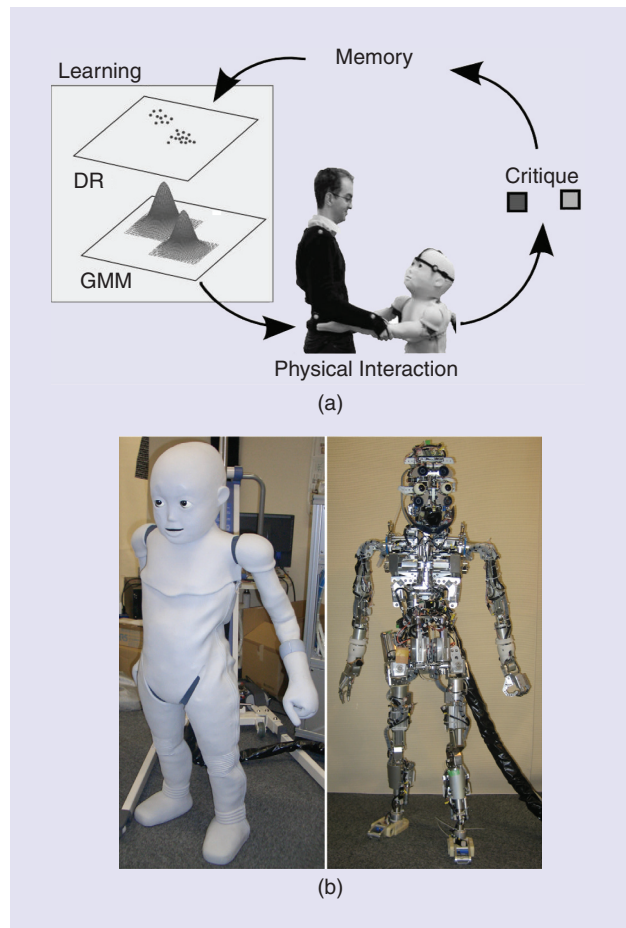 Memory
Learning
Critique
DR
GMM
Physical Interaction
(a)
(b)